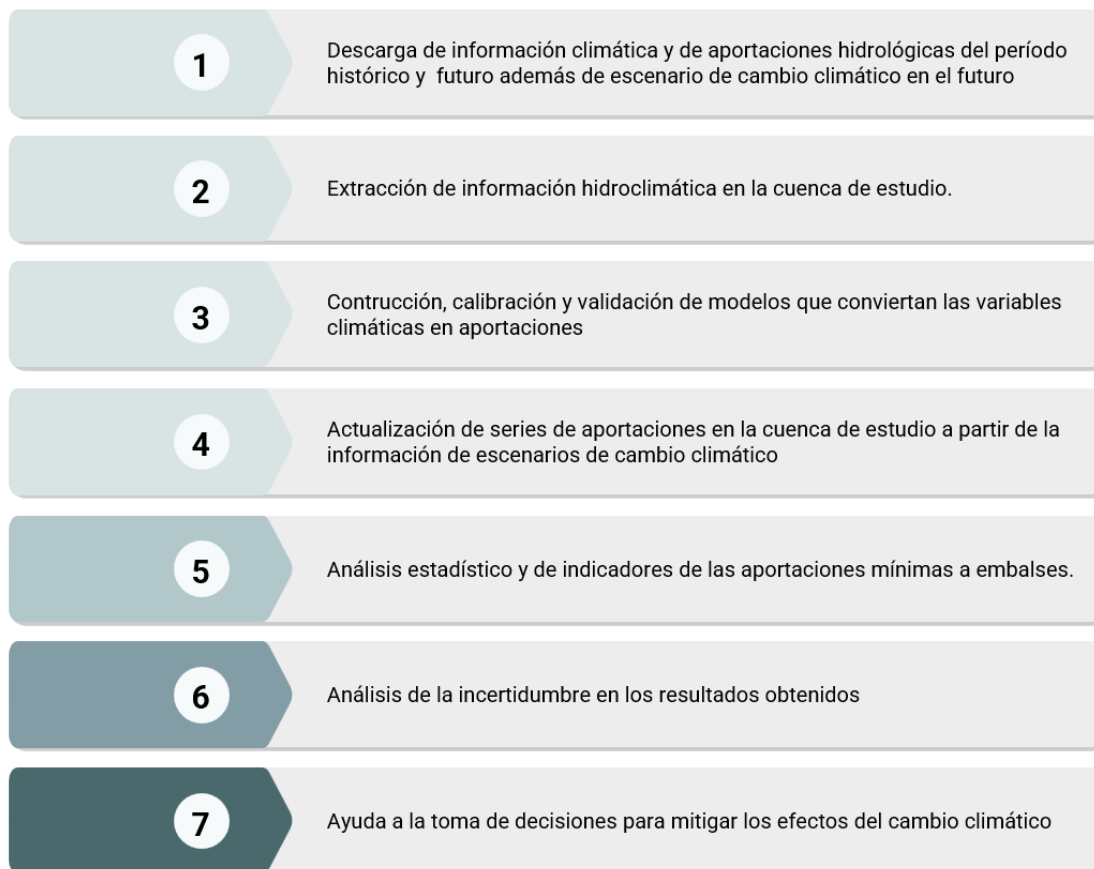 1
Descarga de información climática y de aportaciones hidrológicas del período
histórico y  futuro además de escenario de cambio climático en el futuro
2
Extracción de información hidroclimática en la cuenca de estudio.
3
Contrucción, calibración y validación de modelos que conviertan las variables
climáticas en aportaciones
4
Actualización de series de aportaciones en la cuenca de estudio a partir de la
información de escenarios de cambio climático
5
Análisis estadístico y de indicadores de las aportaciones mínimas a embalses.
6
Análisis de la incertidumbre en los resultados obtenidos
7
Ayuda a la toma de decisiones para mitigar los efectos del cambio climático